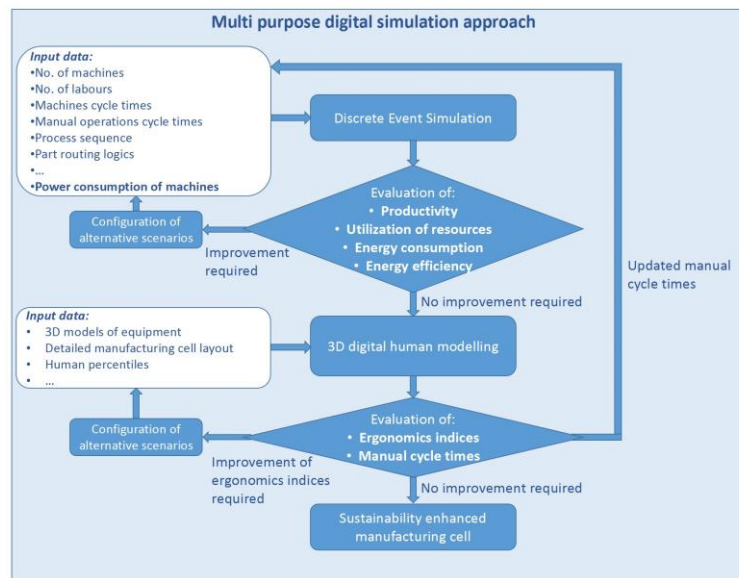 Multi purpose digital simulation approach
Input data:
•No. of machines
•No. of labours
•Machines cycle times
•Manual operations cycle times
•Process sequence
•Part routing logics
•...
•Power consumption of machines
Discrete Event Simulation
Evaluation of:
• Productivity
• Utilization of resources
• Energy consumption
• Energy efficiency
Configuration of
alternative scenarios
Improvement
required
Updated manual
cycle times
No improvement required
Input data:
• 3D models of equipment
• Detailed manufacturing cell layout
• Human percentiles
• ...
3D digital human modelling
Evaluation of:
• Ergonomics indices
• Manual cycle times
Configuration of
alternative scenarios
Improvement of
ergonomics indices
required
No improvement required
Sustainability enhanced
manufacturing cell